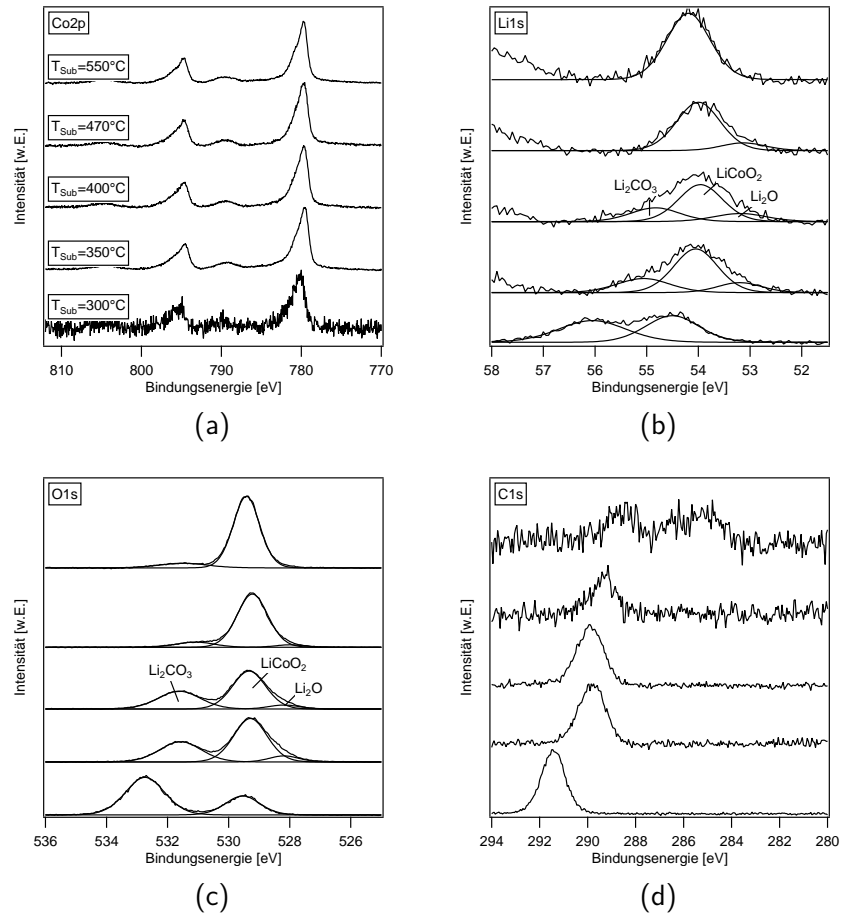 Co2p
T_Sub=550°C
T_Sub=470°C
T_Sub=400°C
T_Sub=350°C
T_Sub=300°C
Intensität [w.E.]
810 800 790 780 770
Bindungsenergie [eV]
(a)
Li1s
Li₂CO₃
LiCoO₂
Li₂O
Intensität [w.E.]
58 57 56 55 54 53 52
Bindungsenergie [eV]
(b)
O1s
Li₂CO₃
LiCoO₂
Li₂O
Intensität [w.E.]
536 534 532 530 528 526
Bindungsenergie [eV]
(c)
C1s
Intensität [w.E.]
294 292 290 288 286 284 282 280
Bindungsenergie [eV]
(d)